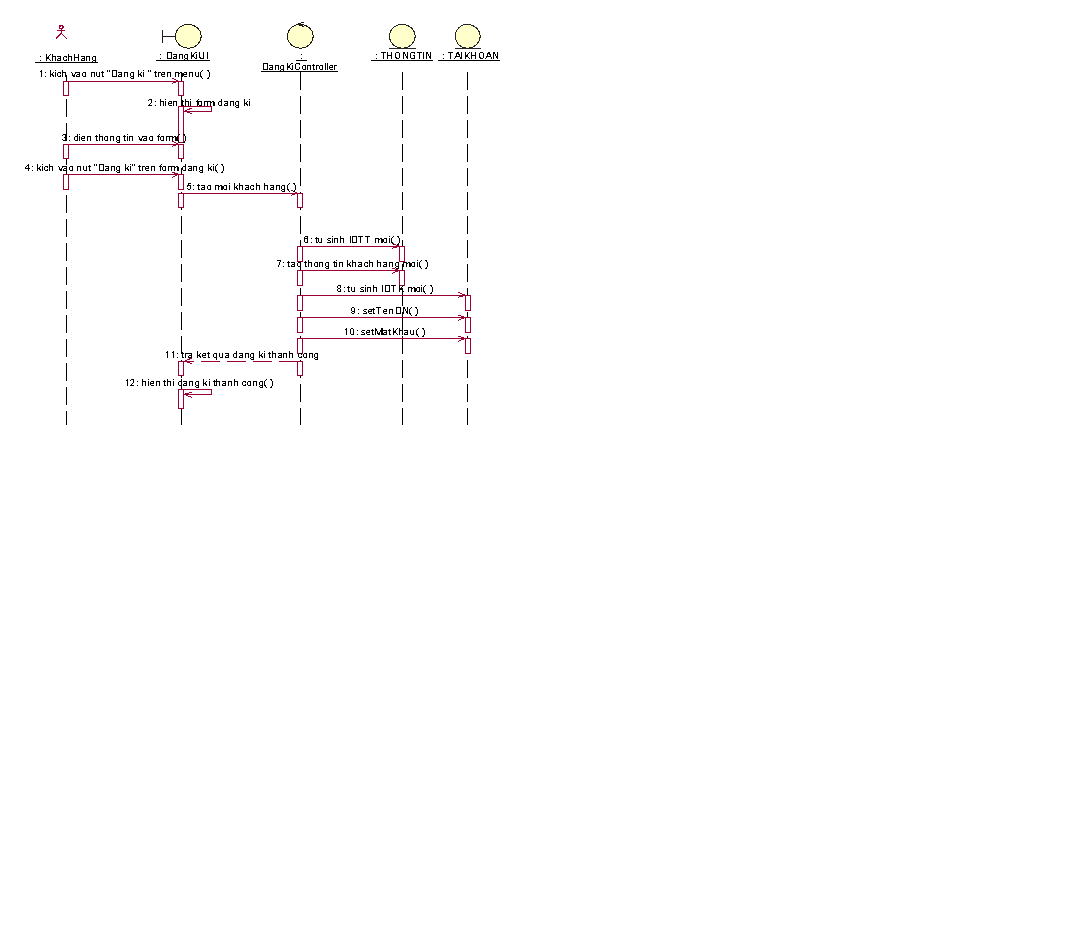 : KhachHang
: DangKiUI
:
DangKiController
: THONGTIN
: TAIKHOAN
1: kich vao nut "Dang ki " tren menu( )
2: hien thi form dang ki
3: dien thong tin vao form( )
4: kich vao nut "Dang ki" tren form dang ki( )
5: tao moi khach hang( )
6: tu sinh IDTT moi( )
7: tao thong tin khach hang moi( )
8: tu sinh IDTK moi( )
9: setTenDN( )
10: setMatKhau( )
11: tra ket qua dang ki thanh cong
12: hien thi dang ki thanh cong( )